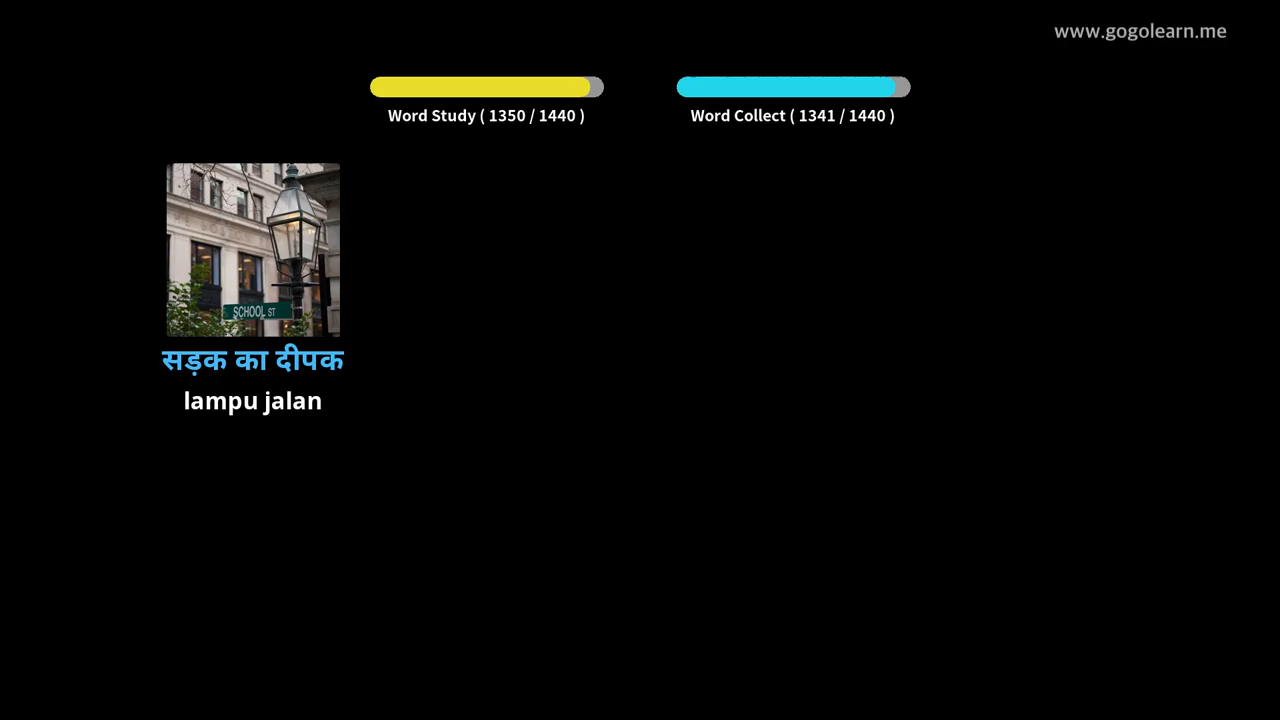 www.gogolearn.me
Word Study ( 1350 / 1440 )
Word Collect ( 1341 / 1440 )
SCHOOL ST
सड़क का दीपक
lampu jalan